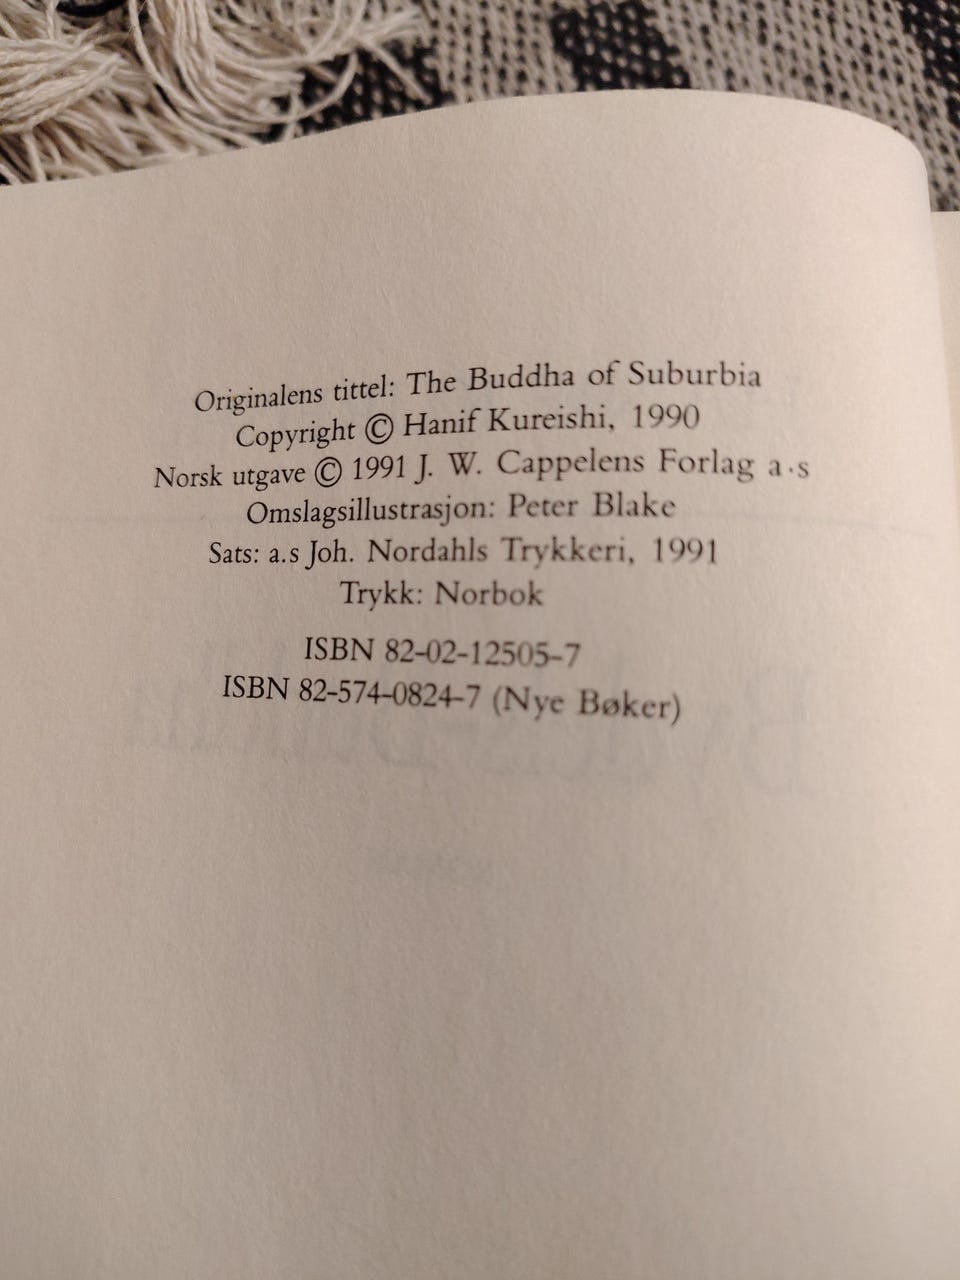 Originalens tittel: The Buddha of Suburbia
Copyright © Hanif Kureishi, 1990
Norsk utgave © 1991 J. W. Cappelens Forlag a·s
Omslagsillustrasjon: Peter Blake
Sats: a.s Joh. Nordahls Trykkeri, 1991
Trykk: Norbok
ISBN 82-02-12505-7
ISBN 82-574-0824-7 (Nye Bøker)